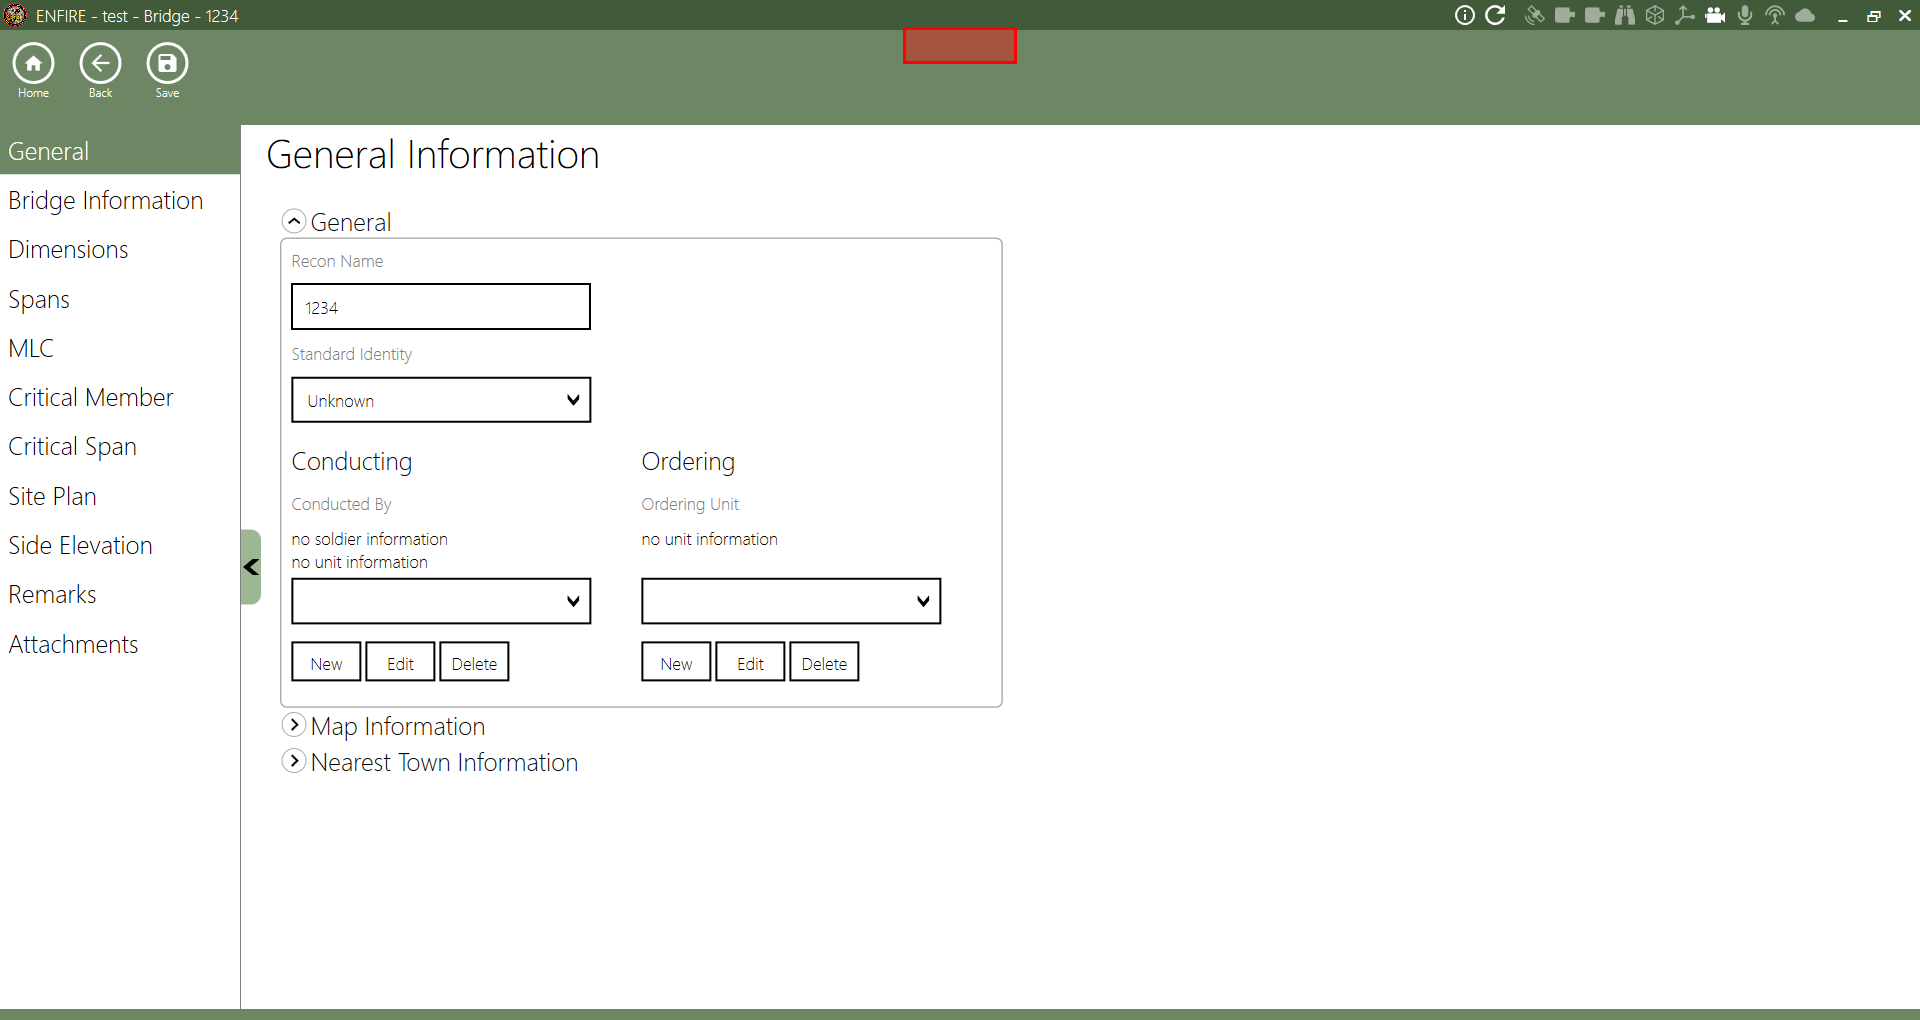 ENFIRE - test - Bridge - 1234
Home
Back
Save
General
Bridge Information
Dimensions
Spans
MLC
Critical Member
Critical Span
Site Plan
Side Elevation
Remarks
Attachments
General Information
General
Recon Name
1234
Standard Identity
Unknown
Conducting
Conducted By
no soldier information
no unit information
New Edit Delete
Ordering
Ordering Unit
no unit information
New Edit Delete
Map Information
Nearest Town Information